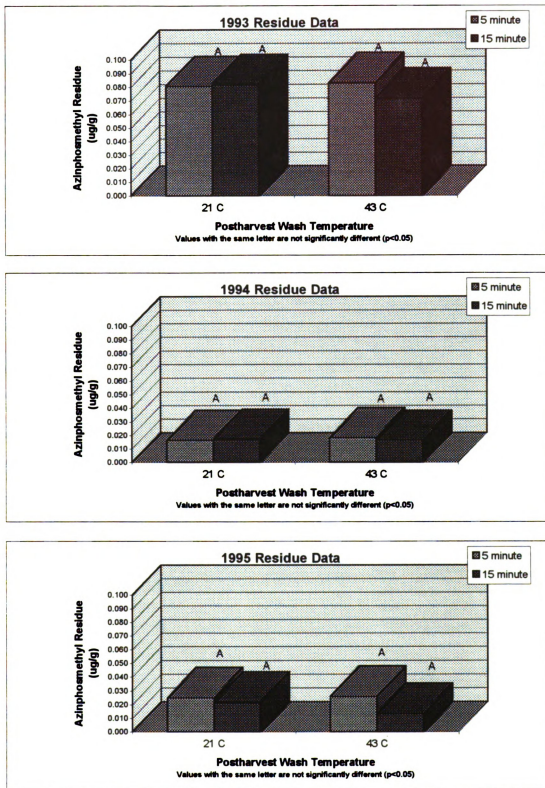 1993 Residue Data
5 minute
15 minute
Azinphosmethyl Residue
(ug/g)
0.100
0.090
0.080
0.070
0.060
0.050
0.040
0.030
0.020
0.010
0.000
A A A A
21 C 43 C
Postharvest Wash Temperature
Values with the same letter are not significantly different (p<0.05)
1994 Residue Data
5 minute
15 minute
Azinphosmethyl Residue
(ug/g)
0.100
0.090
0.080
0.070
0.060
0.050
0.040
0.030
0.020
0.010
0.000
A A A A
21 C 43 C
Postharvest Wash Temperature
Values with the same letter are not significantly different (p<0.05)
1995 Residue Data
5 minute
15 minute
Azinphosmethyl Residue
(ug/g)
0.100
0.090
0.080
0.070
0.060
0.050
0.040
0.030
0.020
0.010
0.000
A A A A
21 C 43 C
Postharvest Wash Temperature
Values with the same letter are not significantly different (p<0.05)